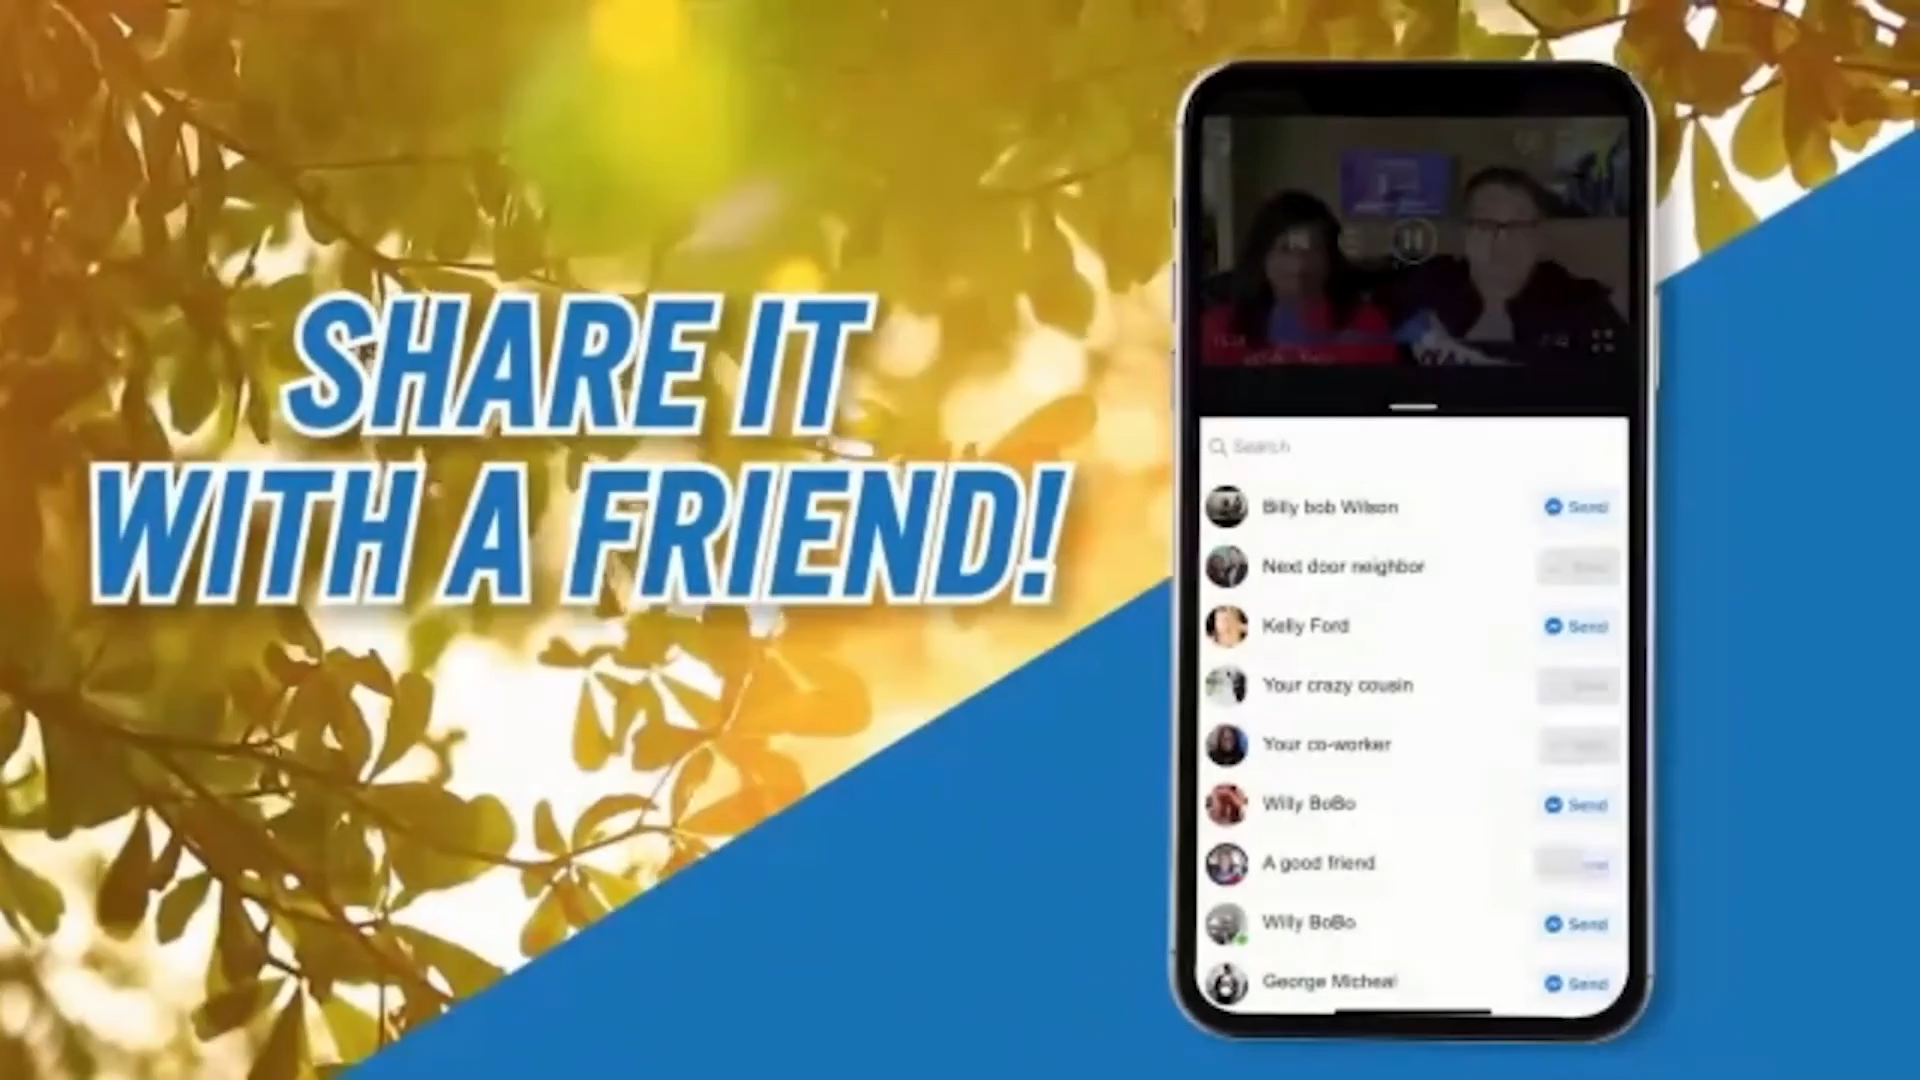 SHARE IT
WITH A FRIEND!
Search
Billy bob Wilson
Send
Next door neighbor
Kelly Ford
Send
Your crazy cousin
Your co-worker
Willy BoBo
Send
A good friend
Willy BoBo
Send
George Micheal
Send